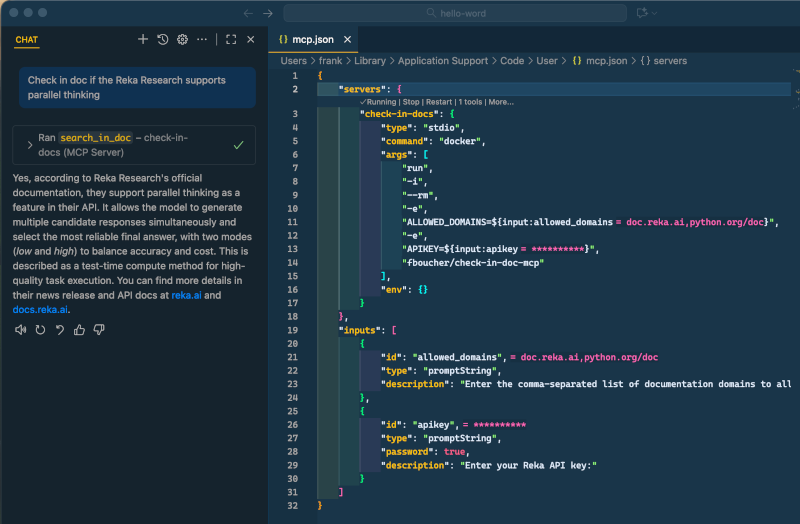 hello-word
CHAT
Check in doc if the Reka Research supports
parallel thinking
Ran search_in_doc – check-in-
docs (MCP Server)
Yes, according to Reka Research's official
documentation, they support parallel thinking as a
feature in their API. It allows the model to generate
multiple candidate responses simultaneously and
select the most reliable final answer, with two modes
(low and high) to balance accuracy and cost. This is
described as a test-time compute method for high-
quality task execution. You can find more details in
their news release and API docs at reka.ai and
docs.reka.ai.
{} mcp.json
Users > frank > Library > Application Support > Code > User > {} mcp.json > {} servers
1 {
2 "servers": {
✓Running | Stop | Restart | 1 tools | More...
3 "check-in-docs": {
4 "type": "stdio",
5 "command": "docker",
6 "args": [
7 "run",
8 "-i",
9 "--rm",
10 "-e",
11 "ALLOWED_DOMAINS=${input:allowed_domains = doc.reka.ai,python.org/doc}",
12 "-e",
13 "APIKEY=${input:apikey = **********}",
14 "fboucher/check-in-doc-mcp"
15 ],
16 "env": {}
17 }
18 },
19 "inputs": [
20 {
21 "id": "allowed_domains", = doc.reka.ai,python.org/doc
22 "type": "promptString",
23 "description": "Enter the comma-separated list of documentation domains to all
24 },
25 {
26 "id": "apikey", = **********
27 "type": "promptString",
28 "password": true,
29 "description": "Enter your Reka API key:"
30 }
31 ]
32 }